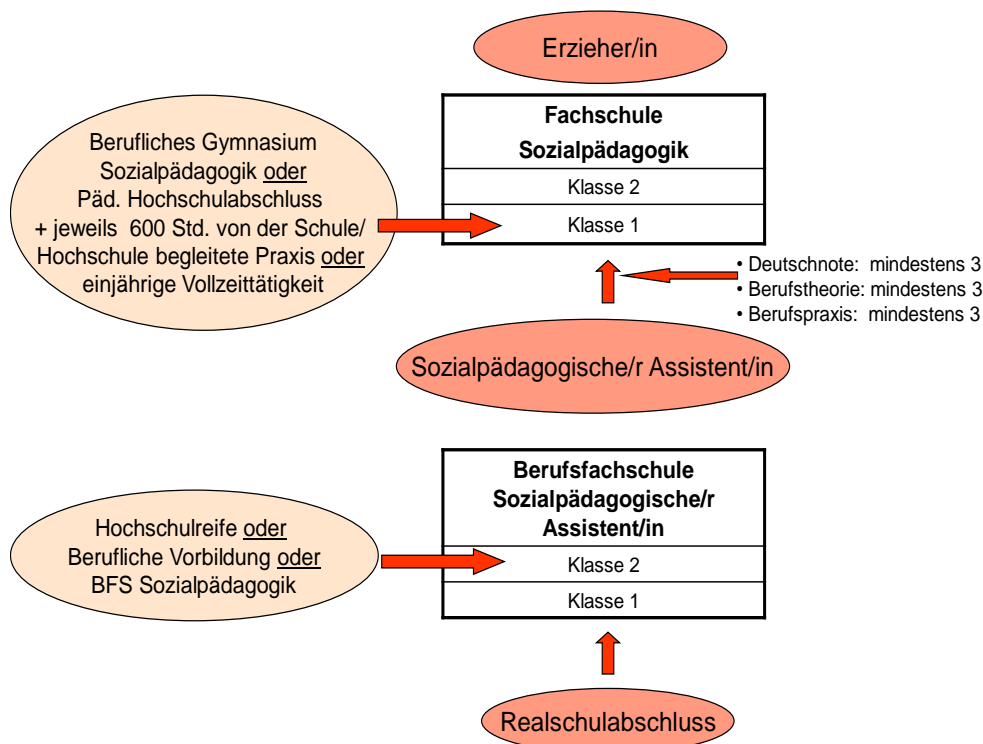 Erzieher/in
Fachschule
Sozialpädagogik
Klasse 2
Klasse 1
Berufliches Gymnasium
Sozialpädagogik oder
Päd. Hochschulabschluss
+ jeweils 600 Std. von der Schule/
Hochschule begleitete Praxis oder
einjährige Vollzeittätigkeit
• Deutschnote: mindestens 3
• Berufstheorie: mindestens 3
• Berufspraxis: mindestens 3
Sozialpädagogische/r Assistent/in
Berufsfachschule
Sozialpädagogische/r
Assistent/in
Klasse 2
Klasse 1
Hochschulreife oder
Berufliche Vorbildung oder
BFS Sozialpädagogik
Realschulabschluss